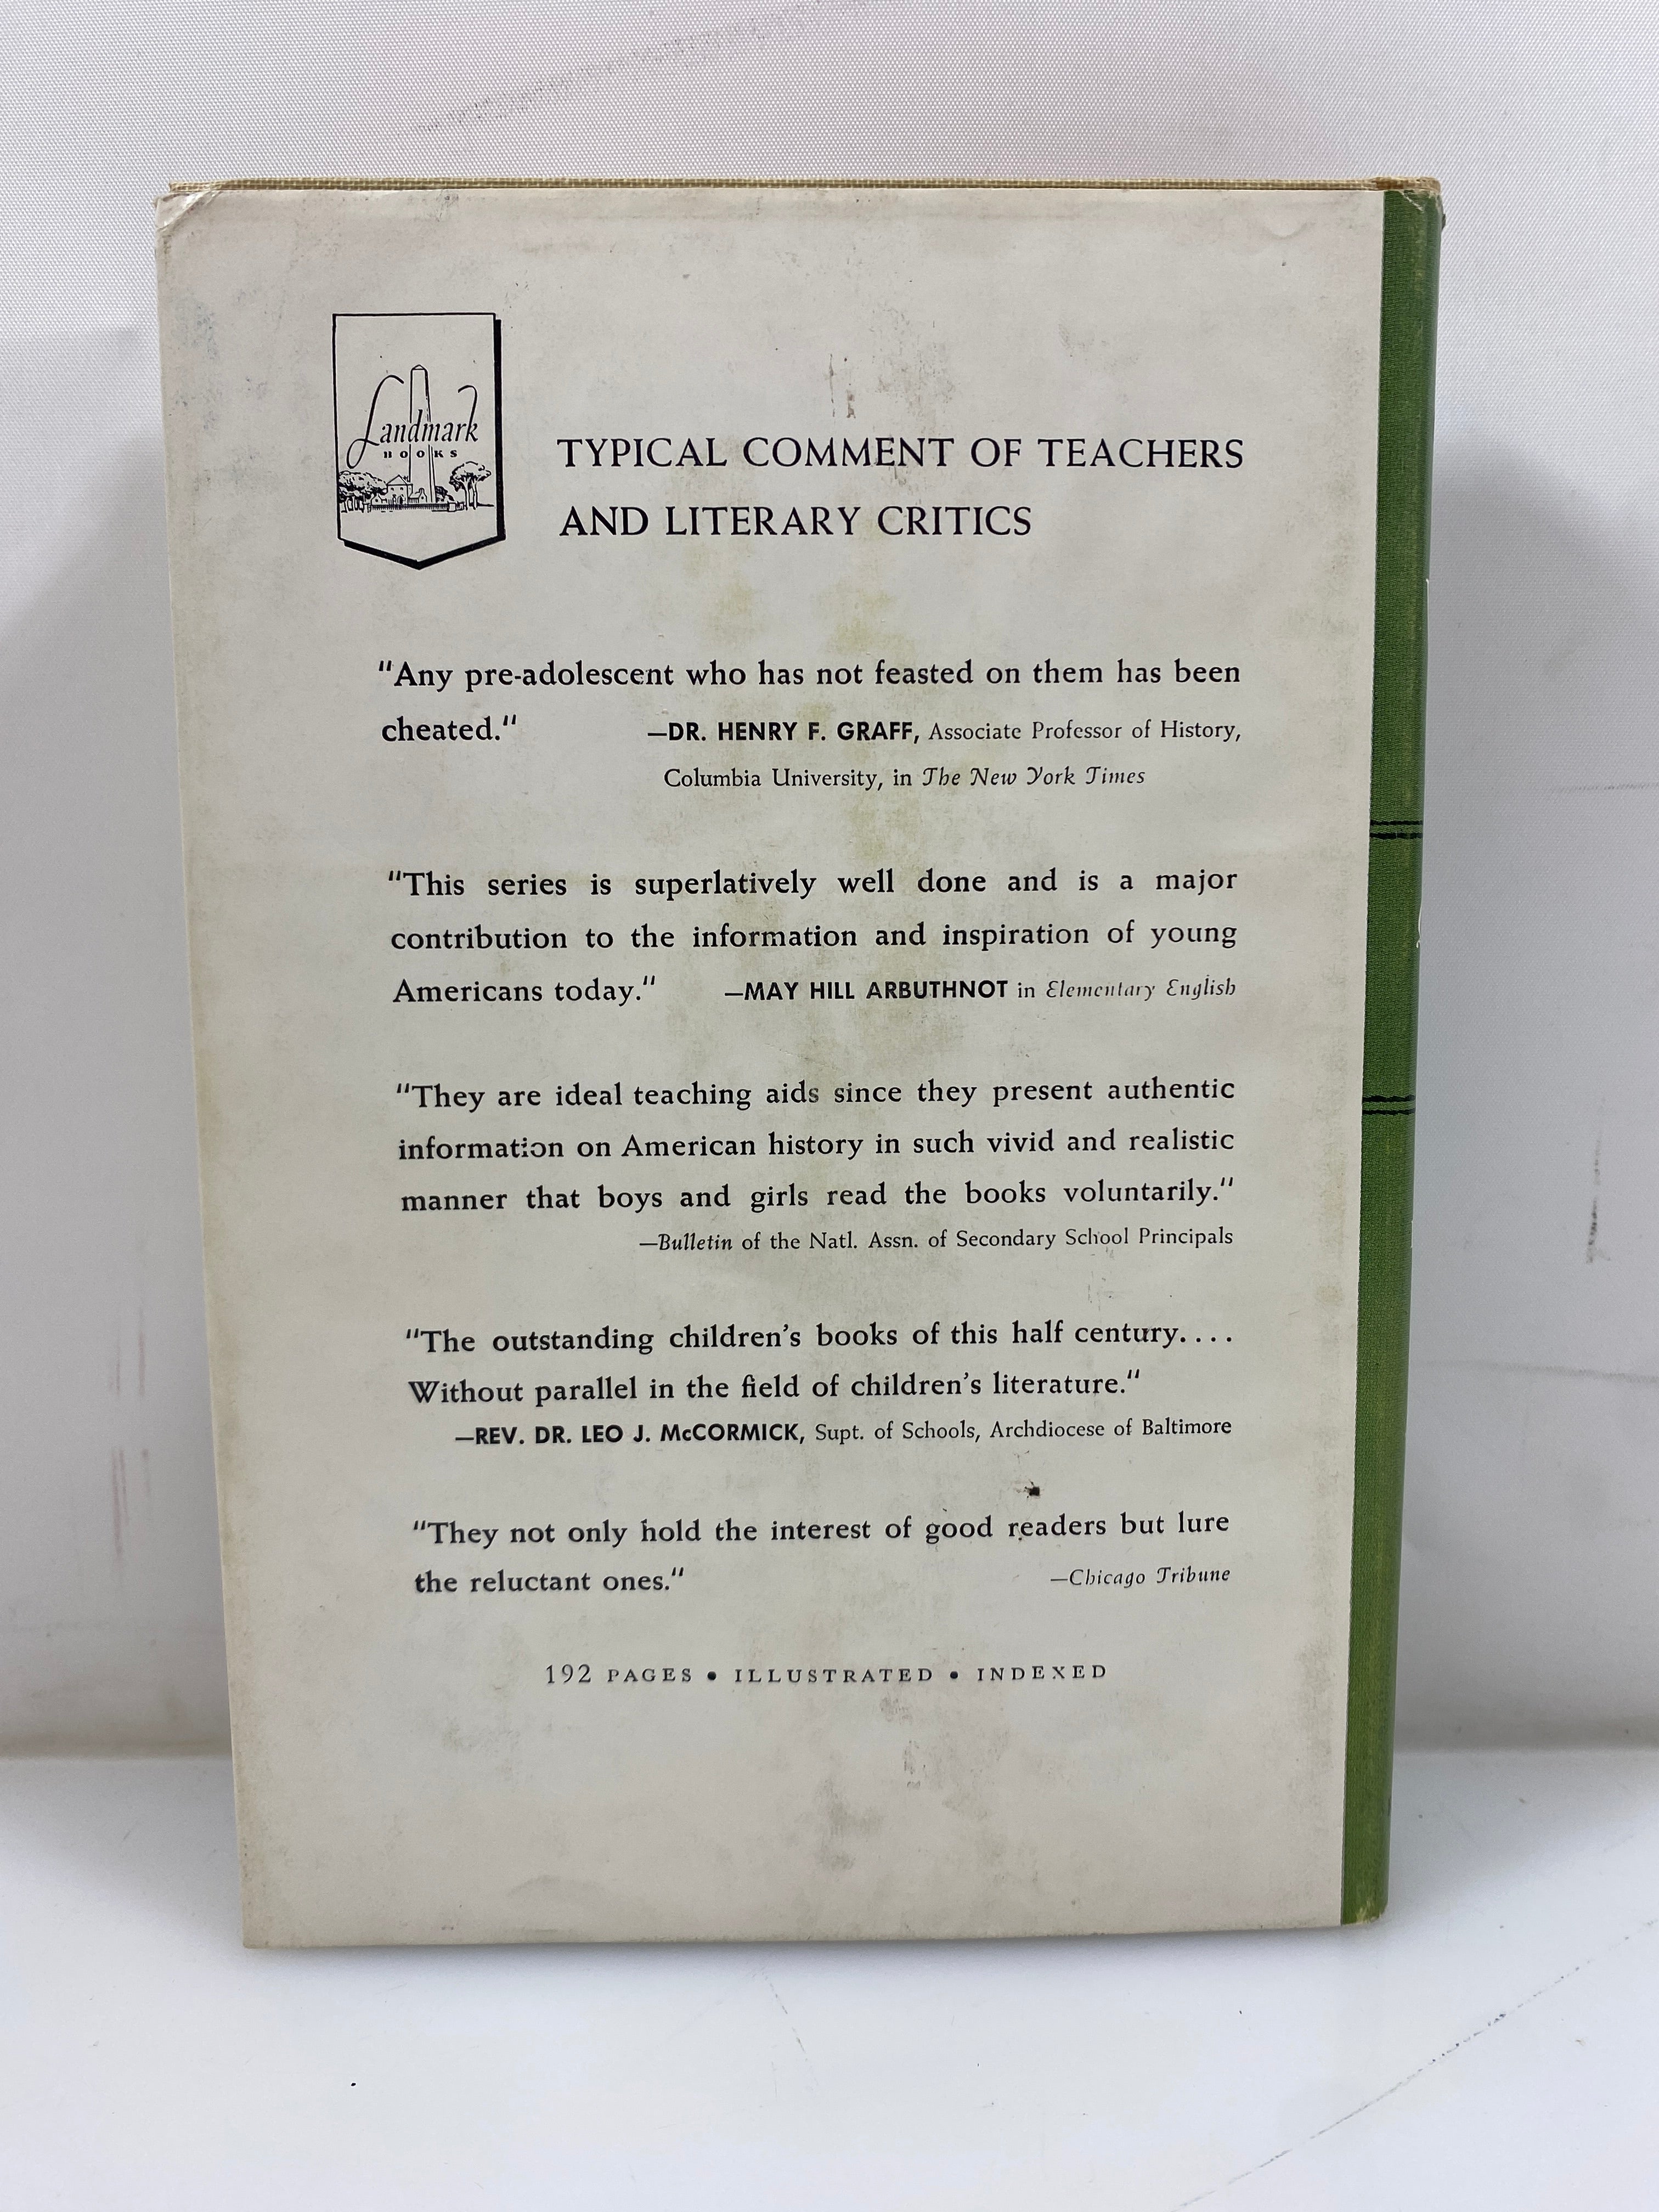 Landmark
BOOKS
TYPICAL COMMENT OF TEACHERS
AND LITERARY CRITICS
"Any pre-adolescent who has not feasted on them has been
cheated." —DR. HENRY F. GRAFF, Associate Professor of History,
Columbia University, in The New York Times
"This series is superlatively well done and is a major
contribution to the information and inspiration of young
Americans today." —MAY HILL ARBUTHNOT in Elementary English
"They are ideal teaching aids since they present authentic
information on American history in such vivid and realistic
manner that boys and girls read the books voluntarily."
—Bulletin of the Natl. Assn. of Secondary School Principals
"The outstanding children's books of this half century....
Without parallel in the field of children's literature."
—REV. DR. LEO J. McCORMICK, Supt. of Schools, Archdiocese of Baltimore
"They not only hold the interest of good readers but lure
the reluctant ones." —Chicago Tribune
192 PAGES • ILLUSTRATED • INDEXED